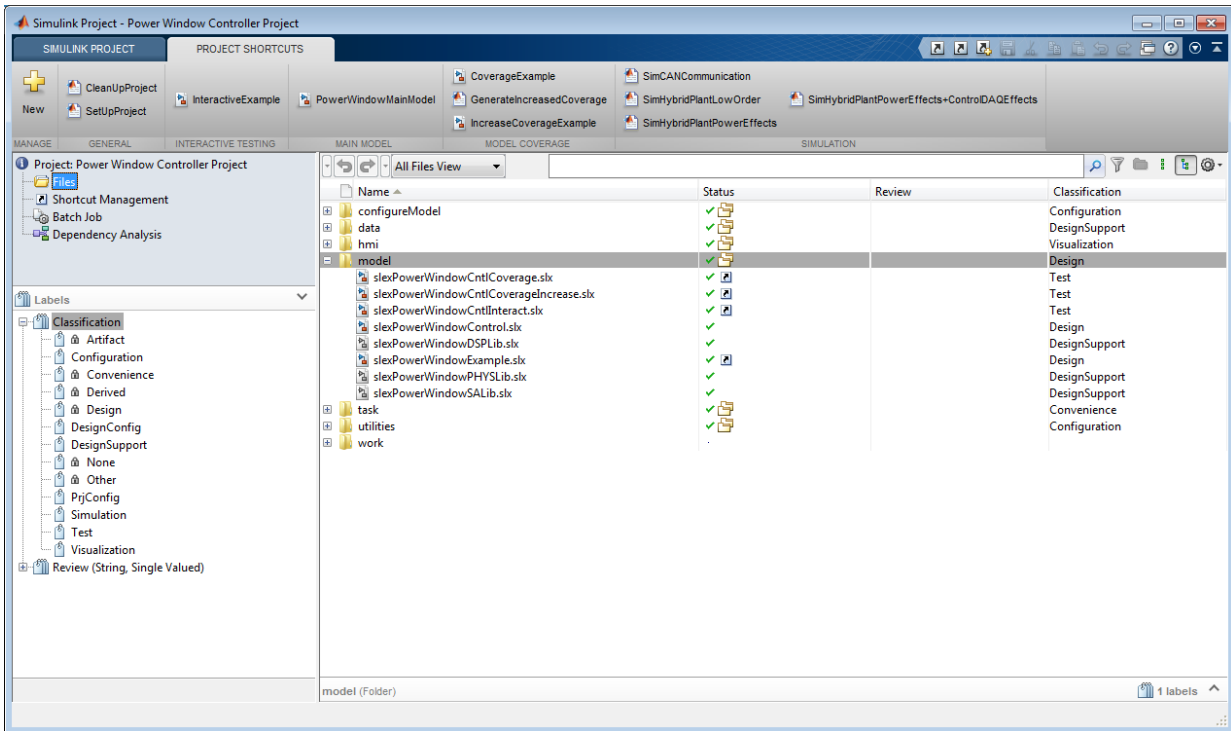 Simulink Project - Power Window Controller Project
SIMULINK PROJECT
PROJECT SHORTCUTS
New
CleanUpProject
SetUpProject
InteractiveExample
PowerWindowMainModel
CoverageExample
GenerateIncreasedCoverage
IncreaseCoverageExample
SimCANCommunication
SimHybridPlantLowOrder
SimHybridPlantPowerEffects
SimHybridPlantPowerEffects+ControlDAQEffects
MANAGE
GENERAL
INTERACTIVE TESTING
MAIN MODEL
MODEL COVERAGE
SIMULATION
Project: Power Window Controller Project
Files
Shortcut Management
Batch Job
Dependency Analysis
Labels
Classification
Artifact
Configuration
Convenience
Derived
Design
DesignConfig
DesignSupport
None
Other
PrjConfig
Simulation
Test
Visualization
Review (String, Single Valued)
All Files View
Name Status Review Classification
configureModel Configuration
data DesignSupport
hmi Visualization
model Design
slexPowerWindowCntlCoverage.slx Test
slexPowerWindowCntlCoverageIncrease.slx Test
slexPowerWindowCntlInteract.slx Test
slexPowerWindowControl.slx Design
slexPowerWindowDSPLib.slx DesignSupport
slexPowerWindowExample.slx Design
slexPowerWindowPHYSLib.slx DesignSupport
slexPowerWindowSALib.slx DesignSupport
task Convenience
utilities Configuration
work
model (Folder)
1 labels